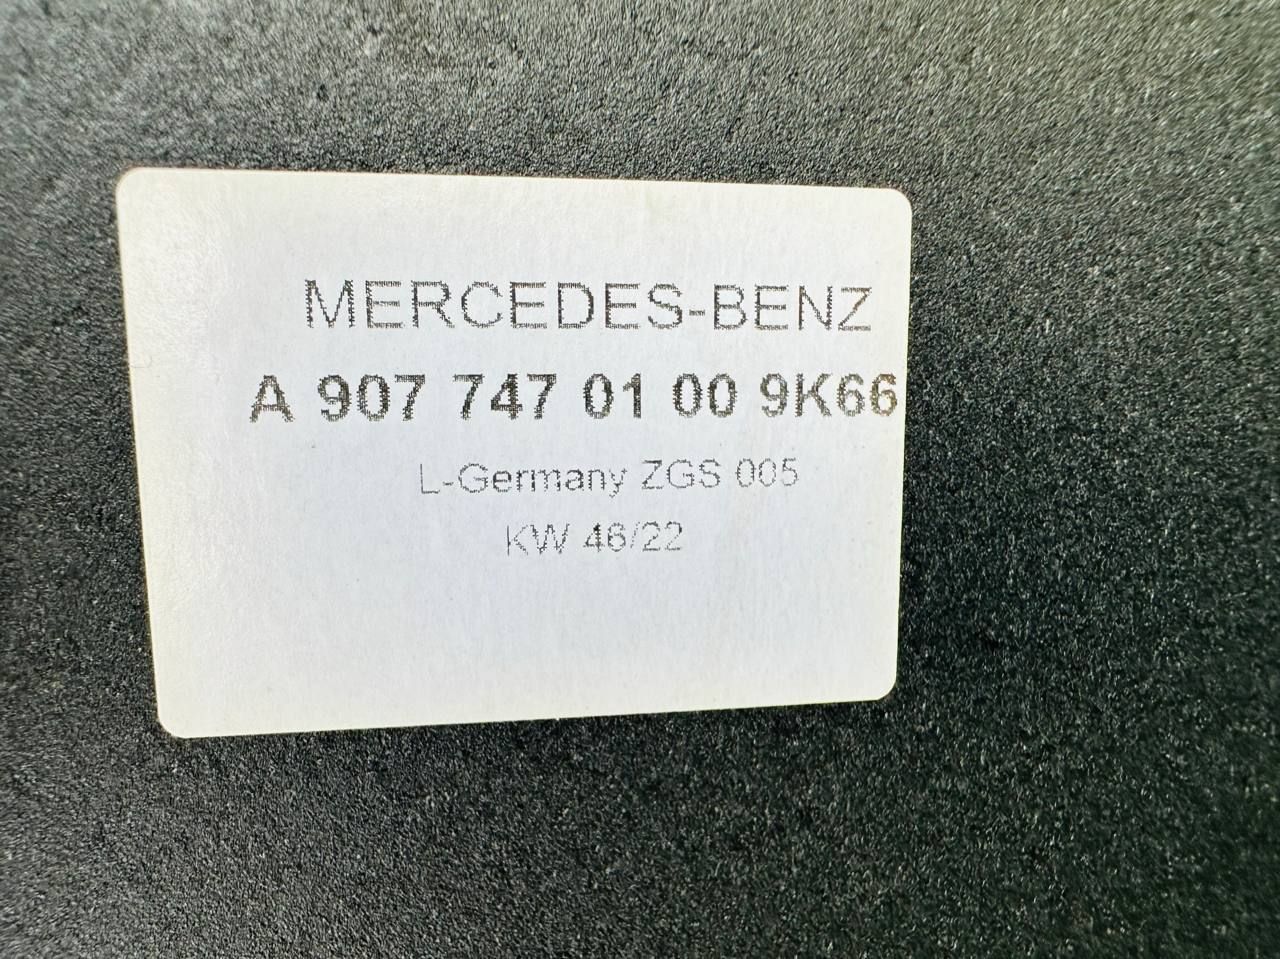 MERCEDES-BENZ
A 907 747 01 00 9K66
L-Germany ZGS 005
KW 46/22